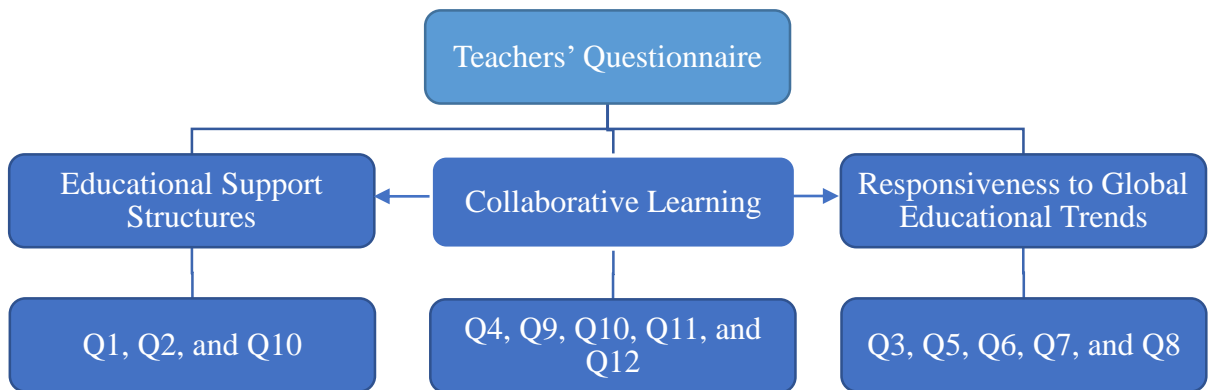 Teachers’ Questionnaire
Educational Support
Structures
Collaborative Learning
Responsiveness to Global
Educational Trends
Q1, Q2, and Q10
Q4, Q9, Q10, Q11, and
Q12
Q3, Q5, Q6, Q7, and Q8